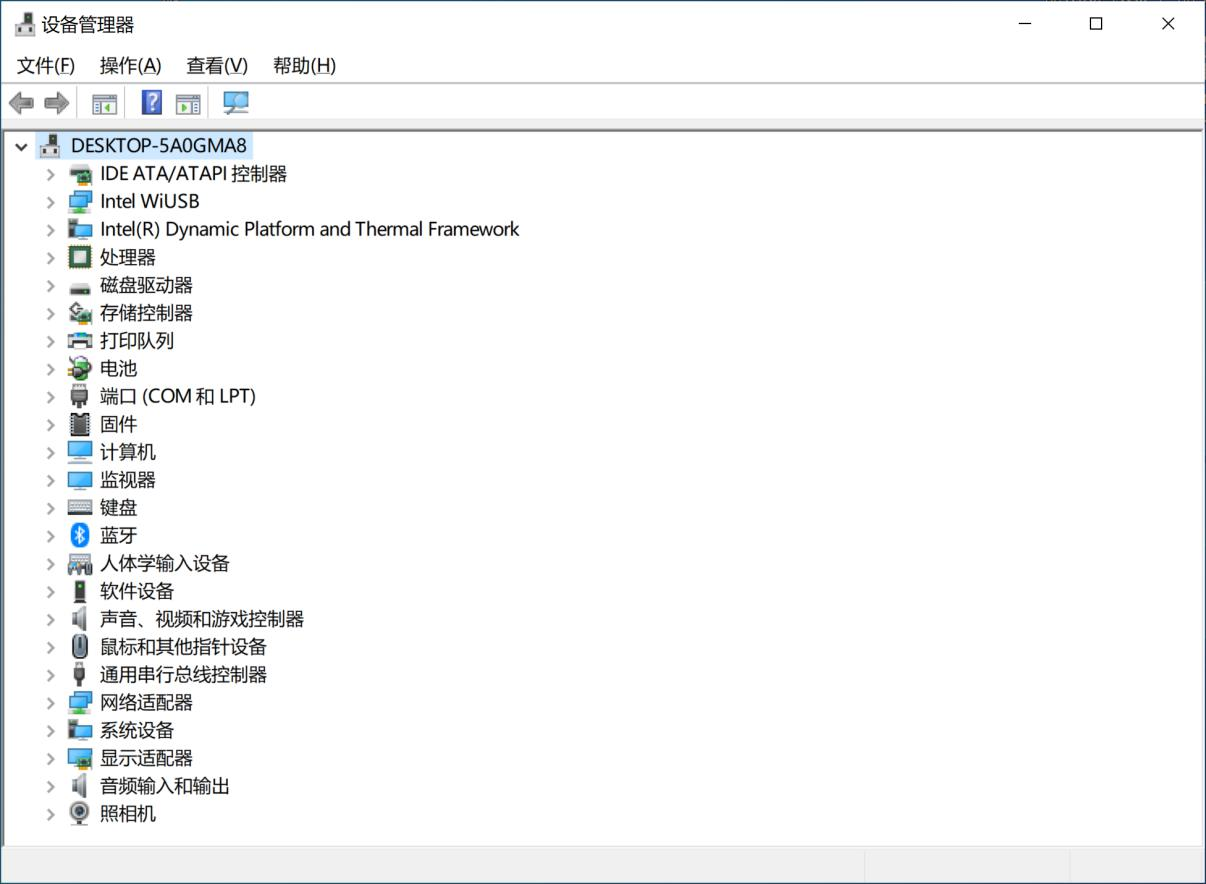 设备管理器
文件(F) 操作(A) 查看(V) 帮助(H)
DESKTOP-5A0GMA8
IDE ATA/ATAPI 控制器
Intel WiUSB
Intel(R) Dynamic Platform and Thermal Framework
处理器
磁盘驱动器
存储控制器
打印队列
电池
端口 (COM 和 LPT)
固件
计算机
监视器
键盘
蓝牙
人体学输入设备
软件设备
声音、视频和游戏控制器
鼠标和其他指针设备
通用串行总线控制器
网络适配器
系统设备
显示适配器
音频输入和输出
照相机